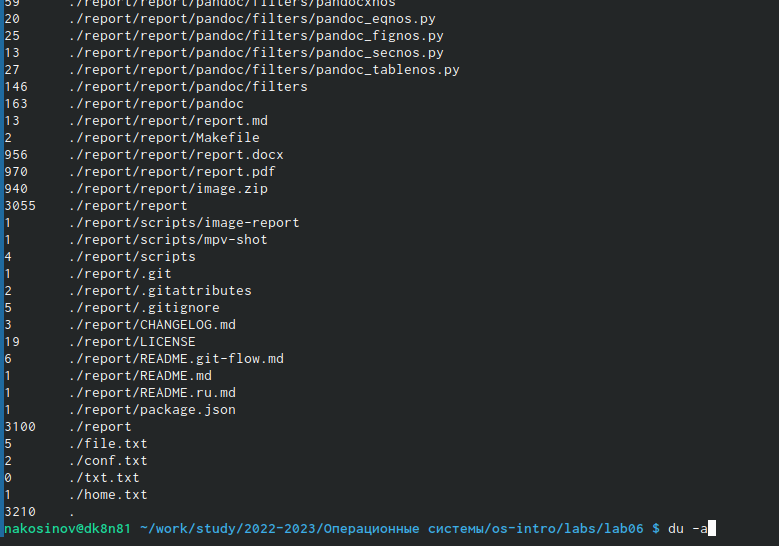 59 ./report/report/pandoc/filters/pandocxnos
20 ./report/report/pandoc/filters/pandoc_eqnos.py
25 ./report/report/pandoc/filters/pandoc_fignos.py
13 ./report/report/pandoc/filters/pandoc_secnos.py
27 ./report/report/pandoc/filters/pandoc_tablenos.py
146 ./report/report/pandoc/filters
163 ./report/report/pandoc
13 ./report/report/report.md
2 ./report/report/Makefile
956 ./report/report/report.docx
970 ./report/report/report.pdf
940 ./report/report/image.zip
3055 ./report/report
1 ./report/scripts/image-report
1 ./report/scripts/mpv-shot
4 ./report/scripts
1 ./report/.git
2 ./report/.gitattributes
5 ./report/.gitignore
3 ./report/CHANGELOG.md
19 ./report/LICENSE
6 ./report/README.git-flow.md
1 ./report/README.md
1 ./report/README.ru.md
1 ./report/package.json
3100 ./report
5 ./file.txt
2 ./conf.txt
0 ./txt.txt
1 ./home.txt
3210 .
nakosinov@dk8n81 ~/work/study/2022-2023/Операционные системы/os-intro/labs/lab06 $ du -a